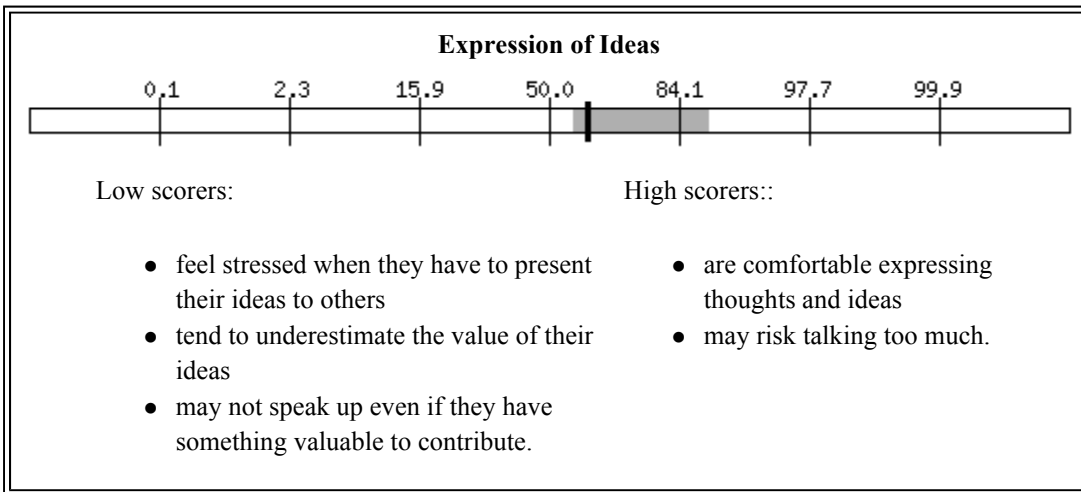 Expression of Ideas
0.1 2.3 15.9 50.0 84.1 97.7 99.9
Low scorers:
● feel stressed when they have to present
their ideas to others
● tend to underestimate the value of their
ideas
● may not speak up even if they have
something valuable to contribute.
High scorers::
● are comfortable expressing
thoughts and ideas
● may risk talking too much.